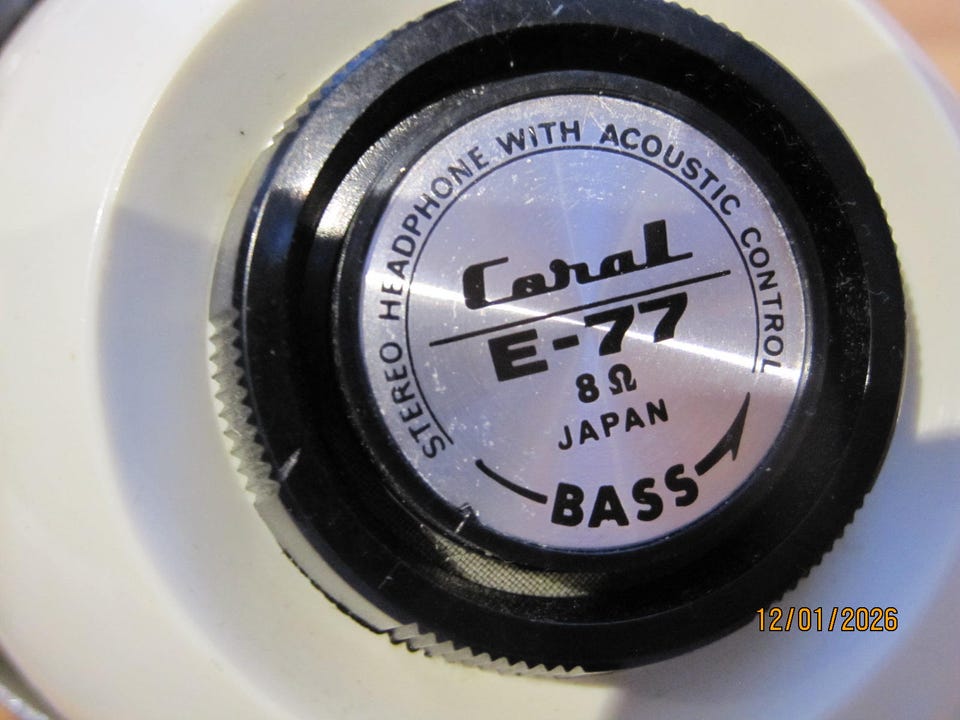 STEREO HEADPHONE WITH ACOUSTIC CONTROL
Coral
E-77
8 Ω
JAPAN
BASS
12/01/2026